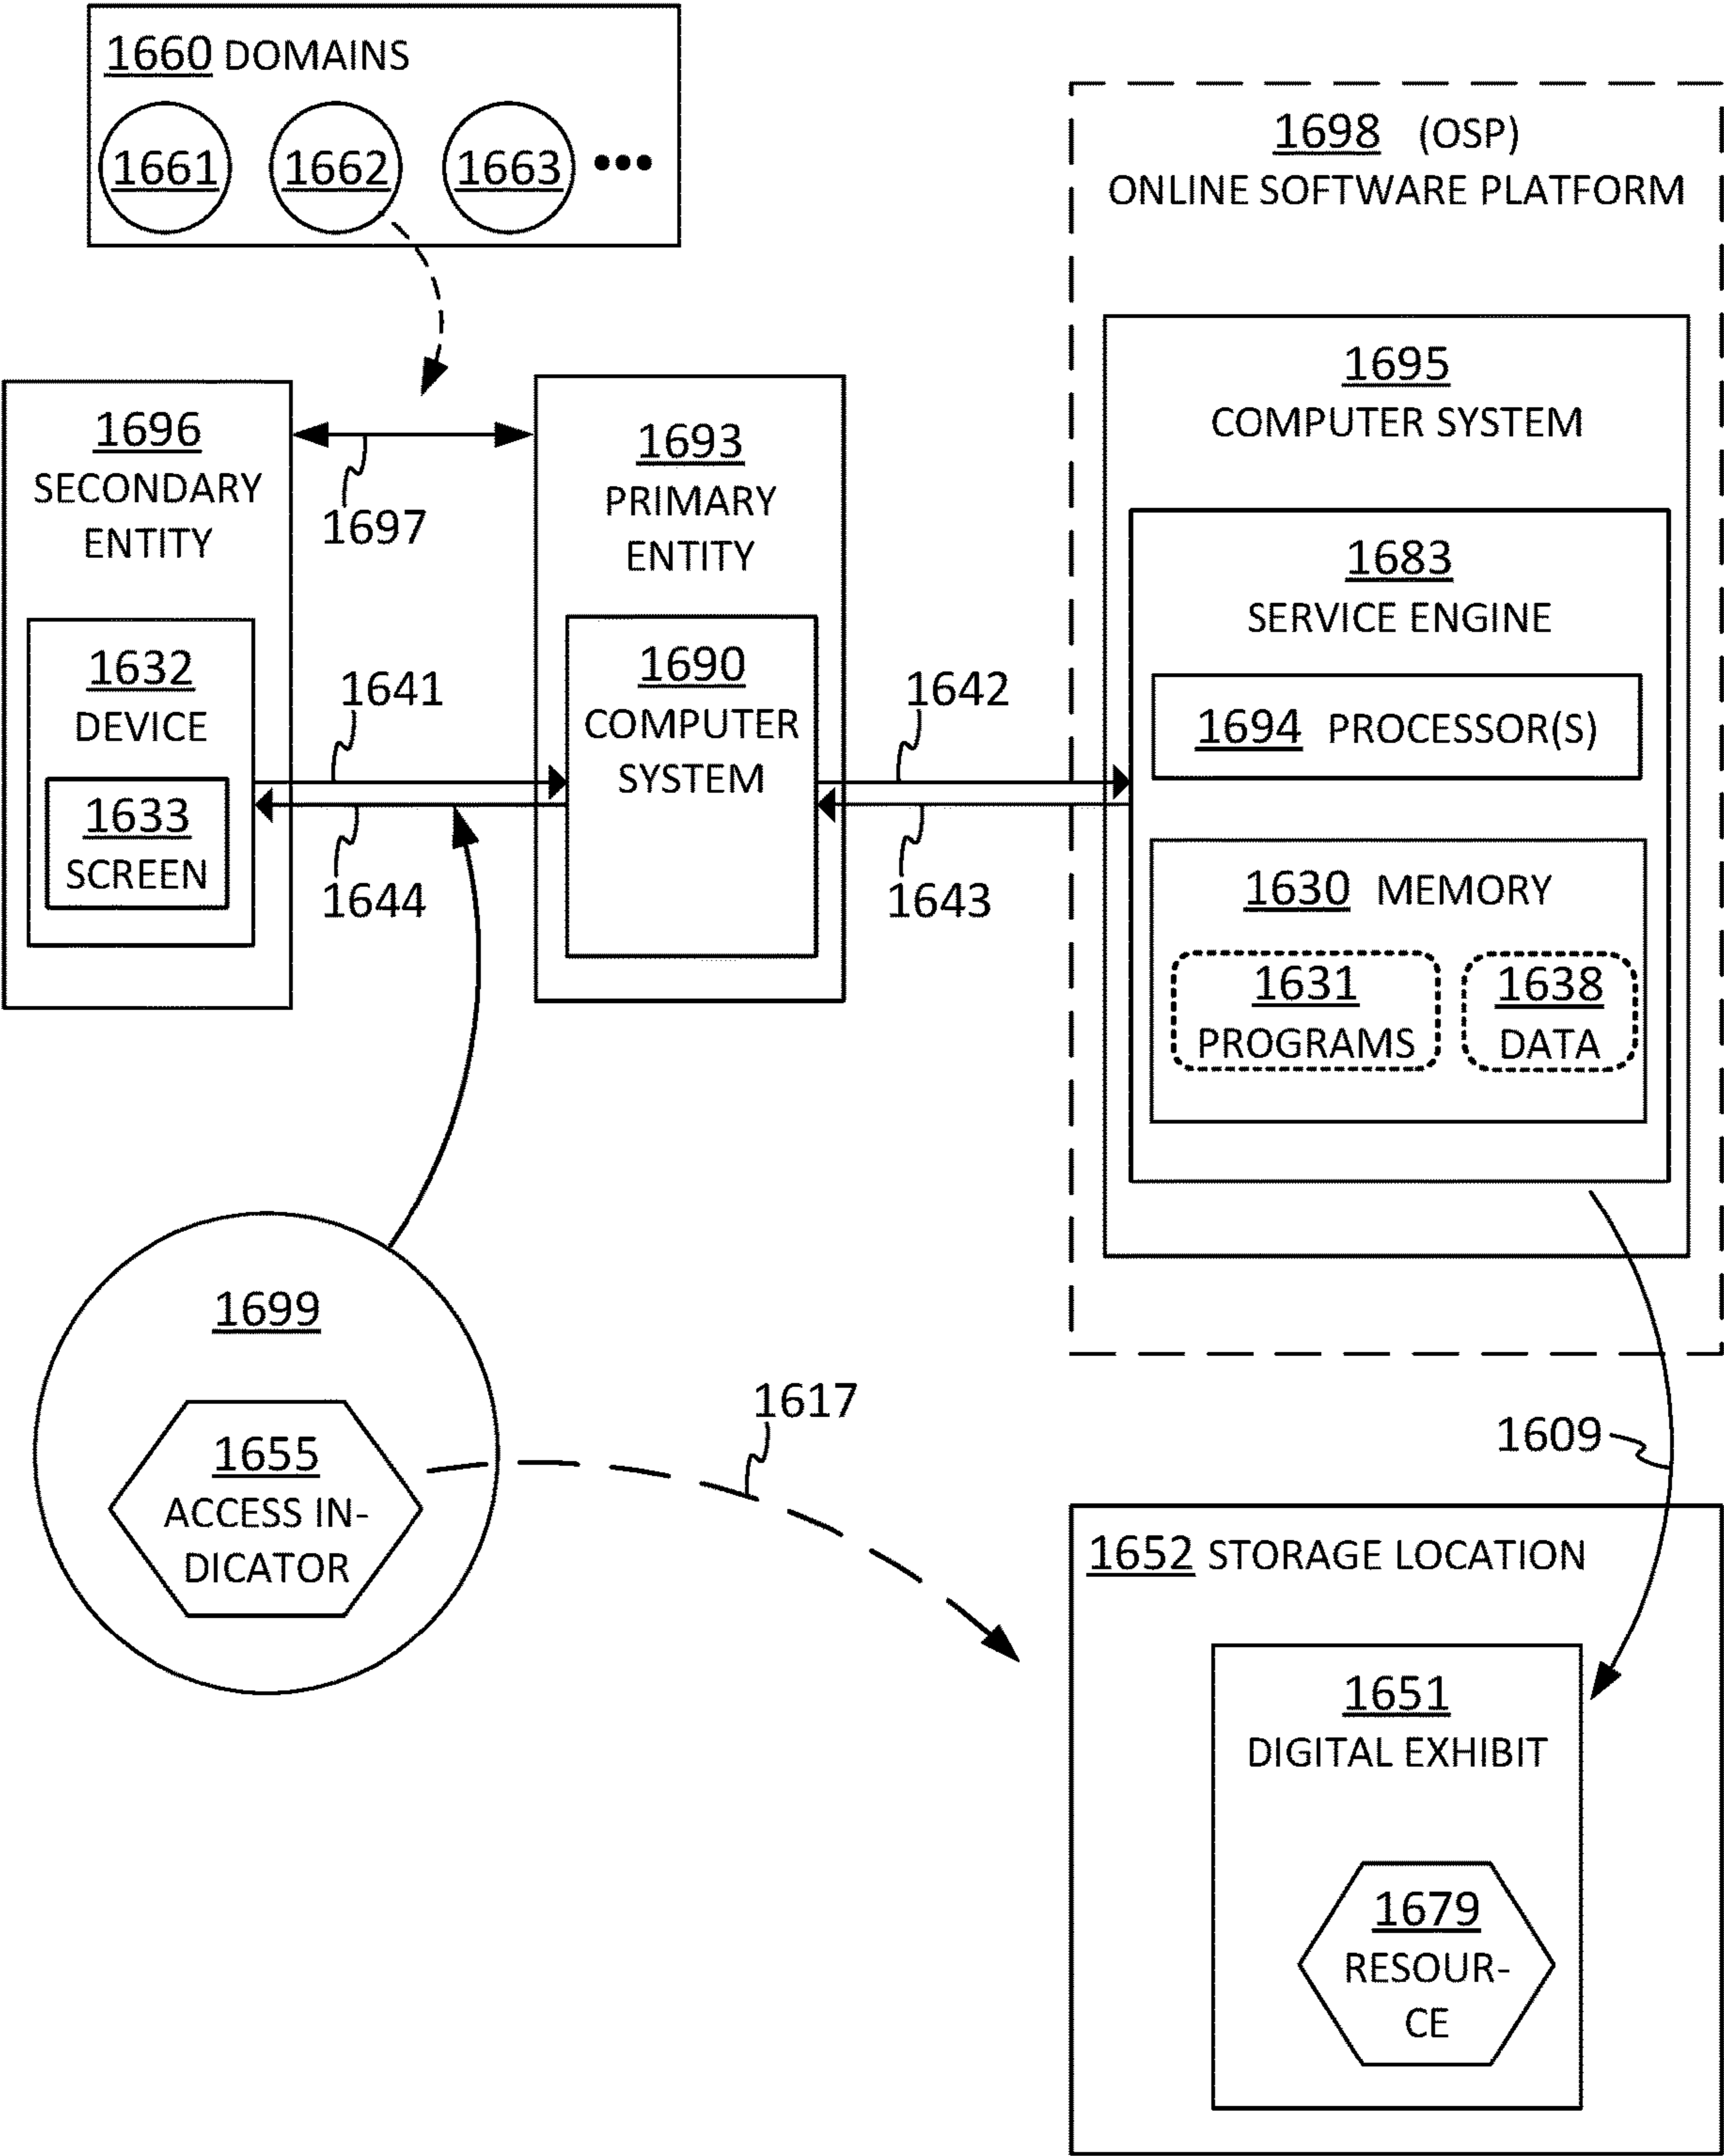 1660 DOMAINS
1661 1662 1663
1698 (OSP)
ONLINE SOFTWARE PLATFORM
1696
SECONDARY
ENTITY
1697
1693
PRIMARY
ENTITY
1695
COMPUTER SYSTEM
1683
SERVICE ENGINE
1632
DEVICE
1633
SCREEN
1641
1644
1690
COMPUTER
SYSTEM
1642
1643
1694 PROCESSOR(S)
1630 MEMORY
1631
PROGRAMS
1638
DATA
1699
1655
ACCESS IN-
DICATOR
1617
1609
1652 STORAGE LOCATION
1651
DIGITAL EXHIBIT
1679
RESOUR-
CE